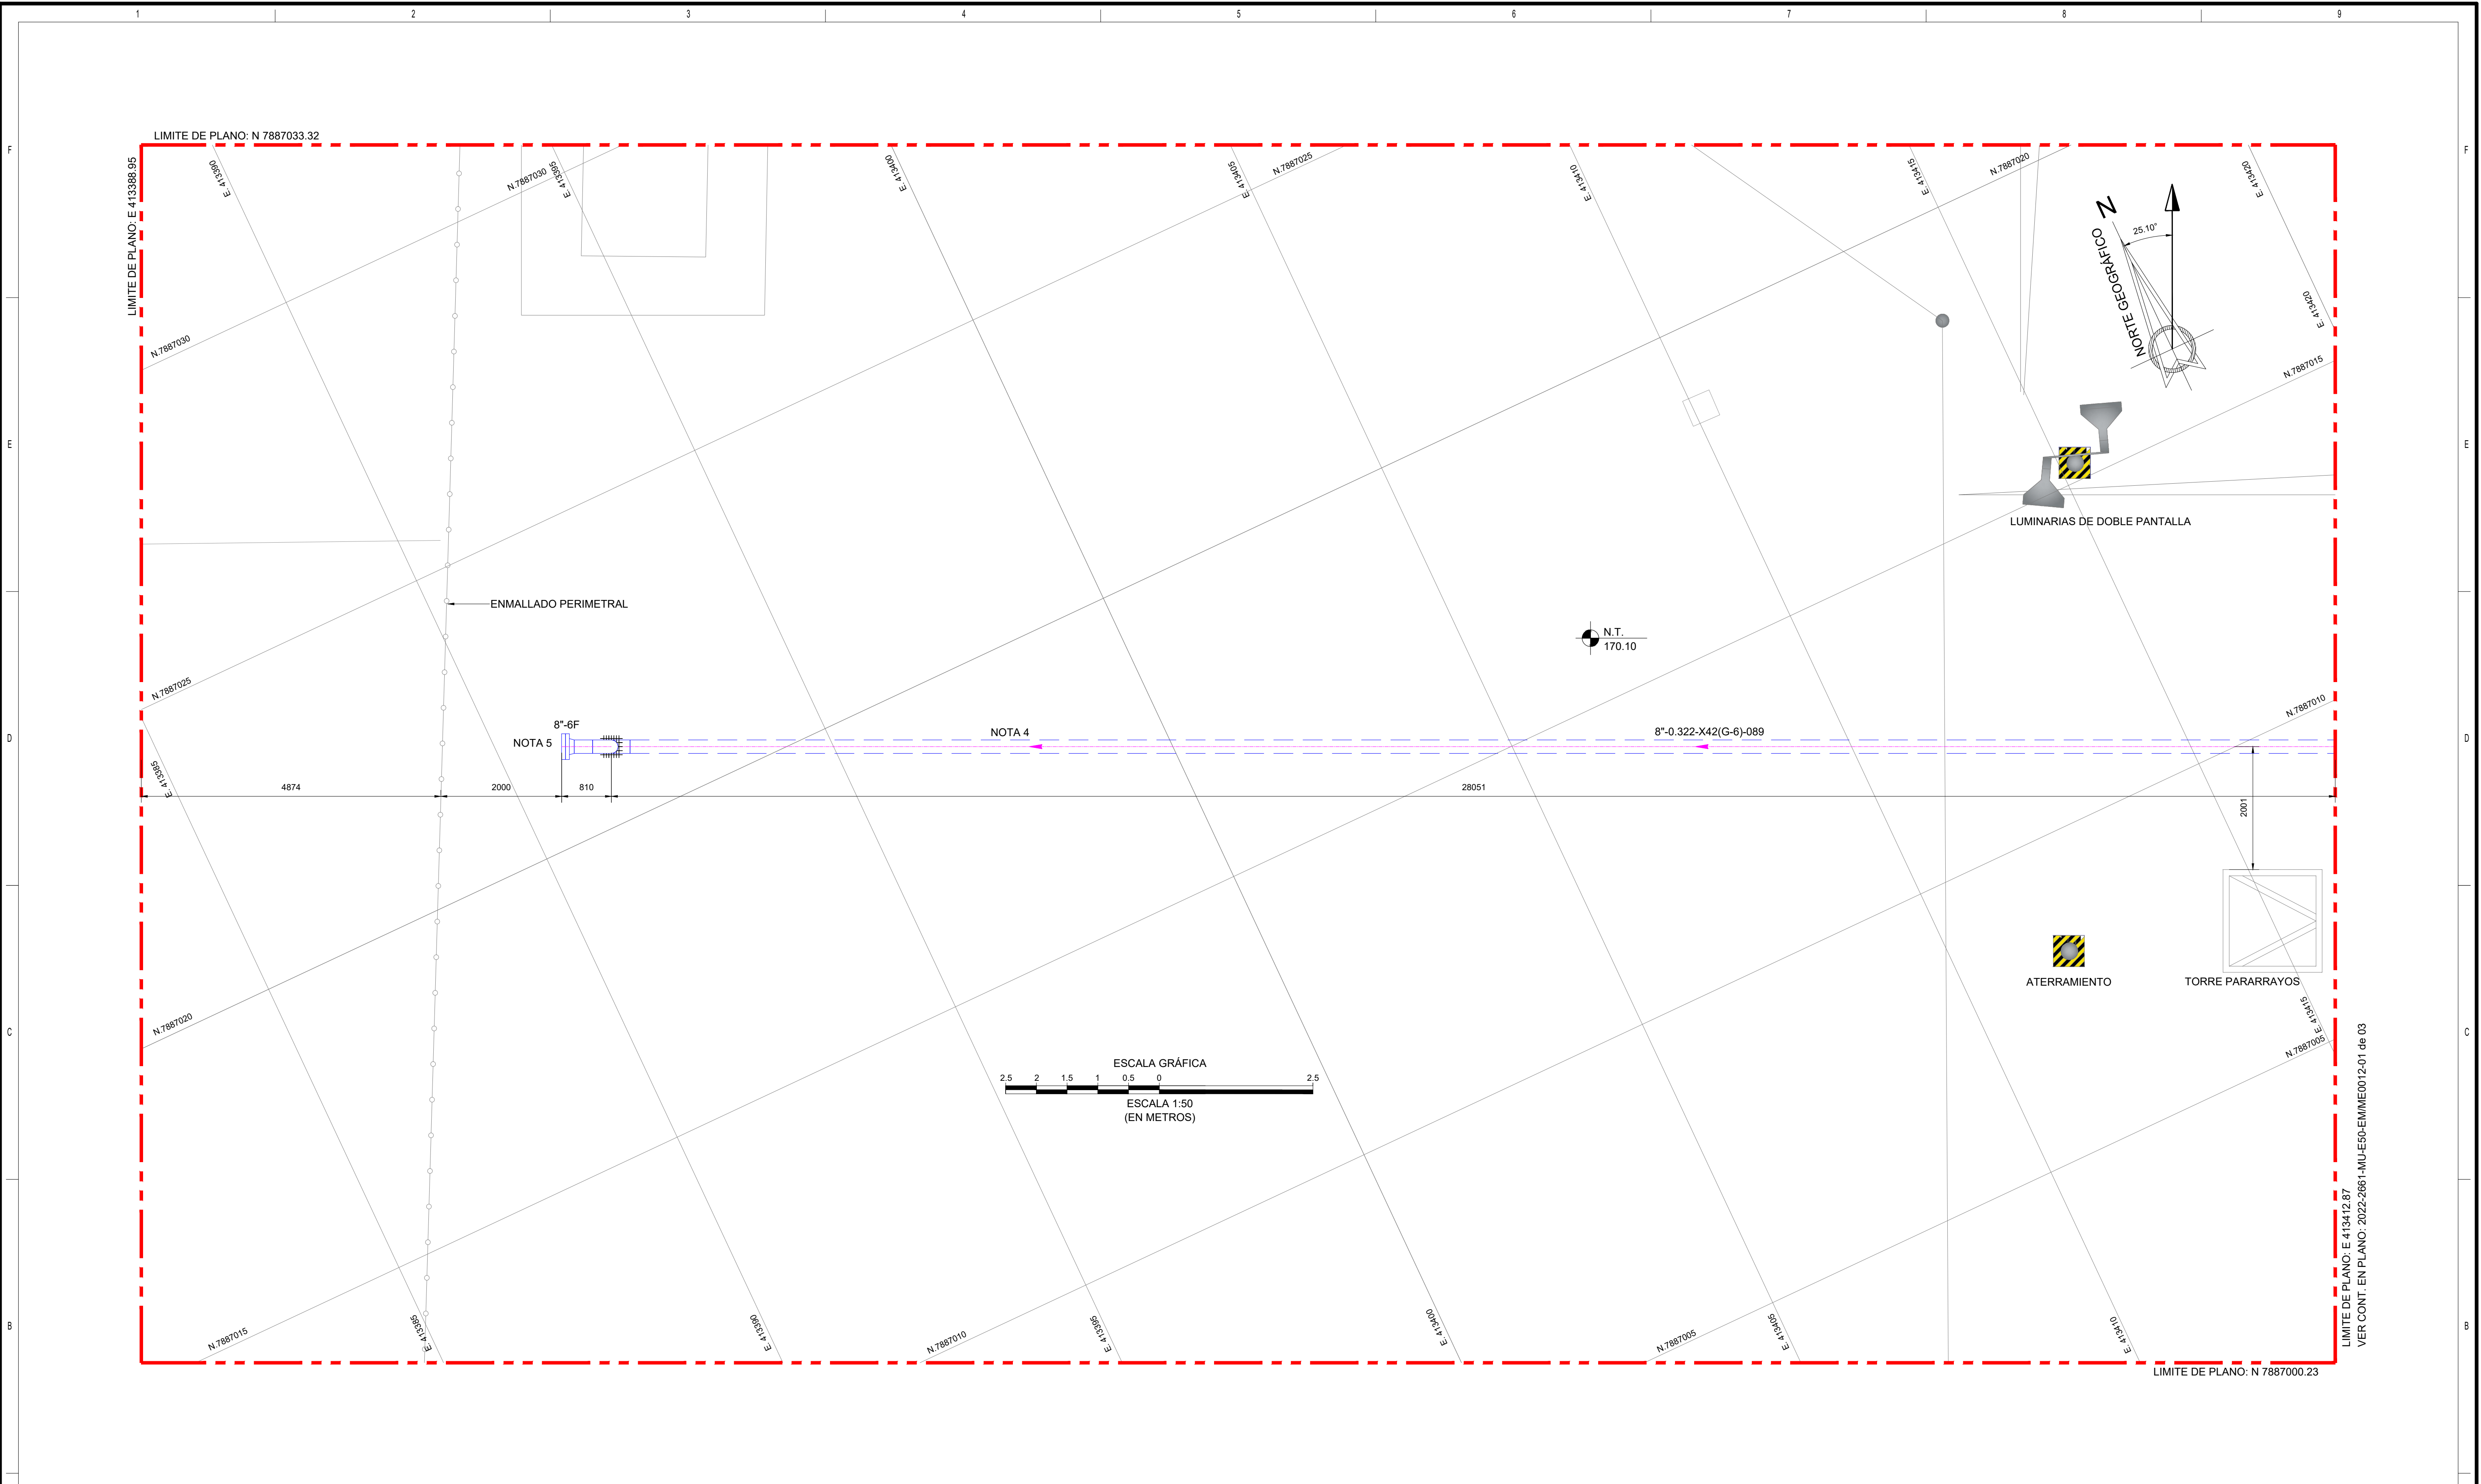 1 2 3 4 5 6 7 8 9
LIMITE DE PLANO: N 7887033.32
LIMITE DE PLANO: E 413388.95
F F
E. 413390
N.7887030
E. 413395
E. 413400
E. 413405
N.7887025
E. 413410
E. 413415
N.7887020
E. 413420
N
NORTE GEOGRÁFICO
25.10°
E. 413420
N.7887030
N.7887015
E E
LUMINARIAS DE DOBLE PANTALLA
ENMALLADO PERIMETRAL
N.T.
170.10
N.7887025
N.7887010
8"-6F
NOTA 5
NOTA 4
8"-0.322-X42(G-6)-089
D D
E. 413385
4874
2000
810
28051
2001
ATERRAMIENTO
TORRE PARARRAYOS
E. 413415
N.7887020
N.7887005
C C
ESCALA GRÁFICA
2.5 2 1.5 1 0.5 0 2.5
ESCALA 1:50
(EN METROS)
LIMITE DE PLANO: E 413412.87
VER CONT. EN PLANO: 2022-2661-MU-E50-EM/ME0012-01 de 03
B B
N.7887015
E. 413385
E. 413390
N.7887010
E. 413395
E. 413400
N.7887005
E. 413405
E. 413410
LIMITE DE PLANO: N 7887000.23